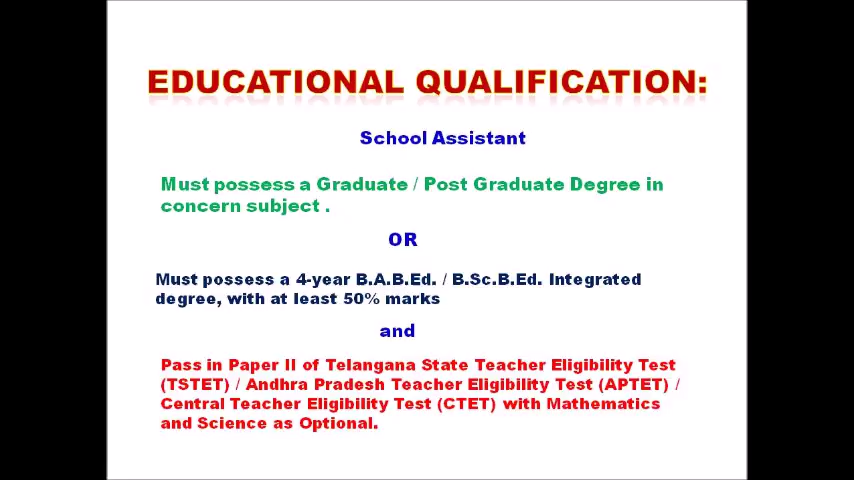 EDUCATIONAL QUALIFICATION:
School Assistant
Must possess a Graduate / Post Graduate Degree in
concern subject .
OR
Must possess a 4-year B.A.B.Ed. / B.Sc.B.Ed. Integrated
degree, with at least 50% marks
and
Pass in Paper II of Telangana State Teacher Eligibility Test
(TSTET) / Andhra Pradesh Teacher Eligibility Test (APTET) /
Central Teacher Eligibility Test (CTET) with Mathematics
and Science as Optional.